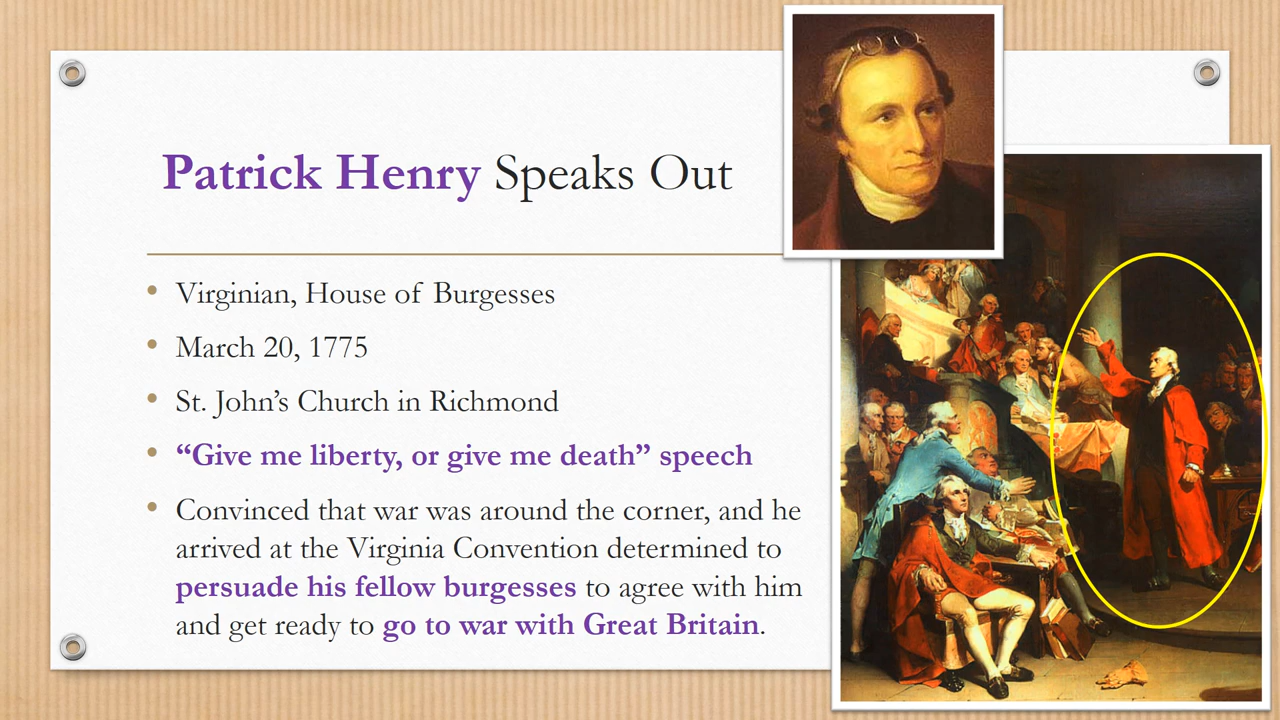 Patrick Henry Speaks Out
• Virginian, House of Burgesses
• March 20, 1775
• St. John’s Church in Richmond
• “Give me liberty, or give me death” speech
• Convinced that war was around the corner, and he
arrived at the Virginia Convention determined to
persuade his fellow burgesses to agree with him
and get ready to go to war with Great Britain.